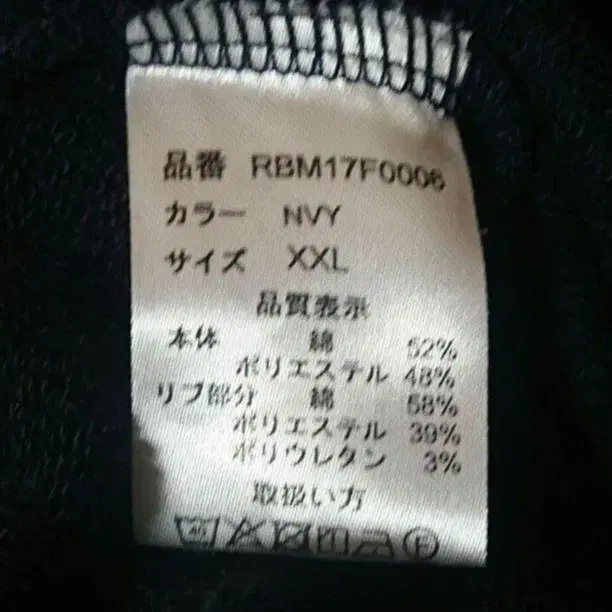 品番 RBM17F0006
カラー NVY
サイズ XXL
品質表示
本体 綿 52%
ポリエステル 48%
リブ部分 綿 58%
ポリエステル 39%
ポリウレタン 3%
取扱い方